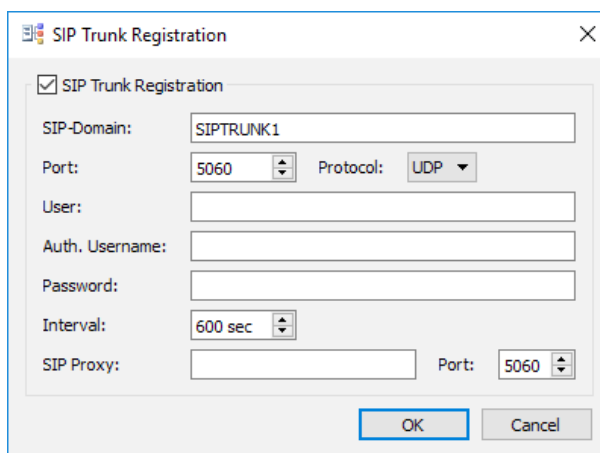 SIP Trunk Registration
SIP Trunk Registration
SIP-Domain: SIPTRUNK1
Port: 5060 Protocol: UDP
User:
Auth. Username:
Password:
Interval: 600 sec
SIP Proxy: Port: 5060
OK Cancel